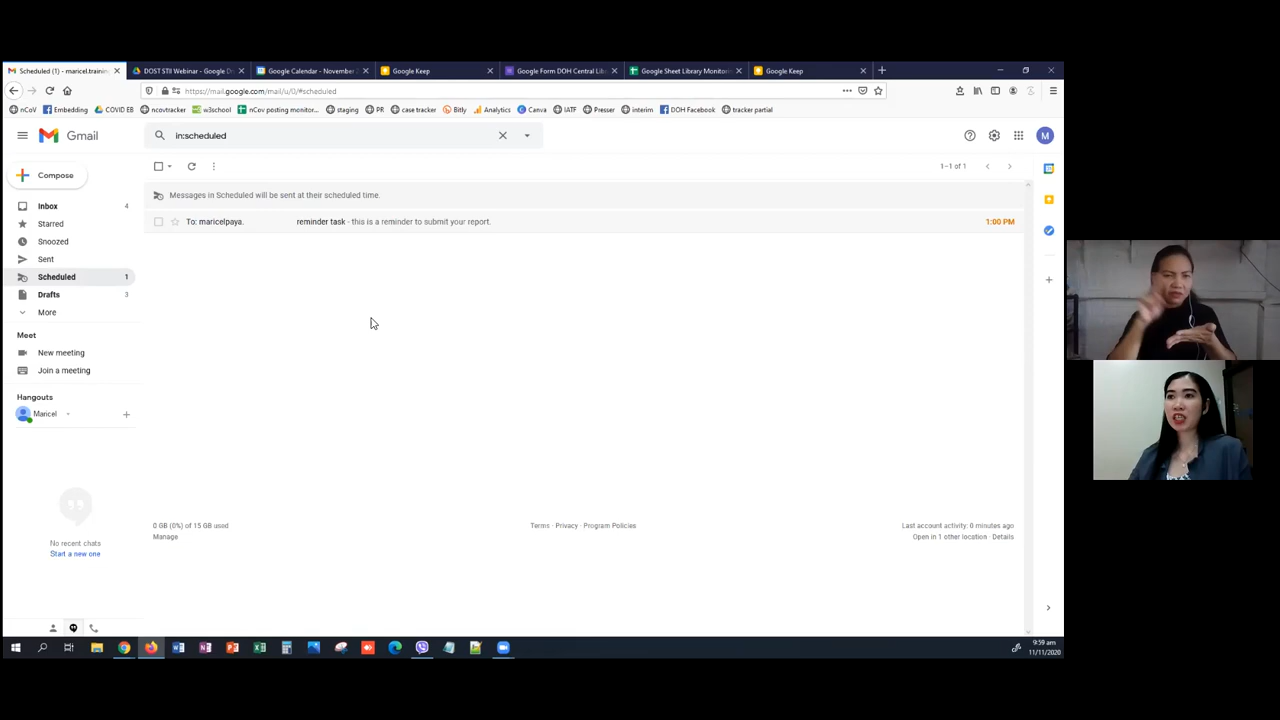 Scheduled (1) - maricel.training
DOST STII Webinar - Google Dr
Google Calendar - November 2
Google Keep
Google Form DOH Central Lib
Google Sheet Library Monitori
Google Keep
https://mail.google.com/mail/u/0/#scheduled
nCoV
Embedding
COVID EB
ncovtracker
w3school
nCov posting monitor...
staging
PR
case tracker
Bitly
Analytics
Canva
IATF
Presser
interim
DOH Facebook
tracker partial
Gmail
in:scheduled
M
Compose
1–1 of 1
Messages in Scheduled will be sent at their scheduled time.
Inbox 4
To: maricelpaya. reminder task - this is a reminder to submit your report. 1:00 PM
Starred
Snoozed
Sent
Scheduled 1
Drafts 3
More
Meet
New meeting
Join a meeting
Hangouts
Maricel
No recent chats
Start a new one
0 GB (0%) of 15 GB used
Manage
Terms · Privacy · Program Policies
Last account activity: 0 minutes ago
Open in 1 other location · Details
9:59 am
11/11/2020